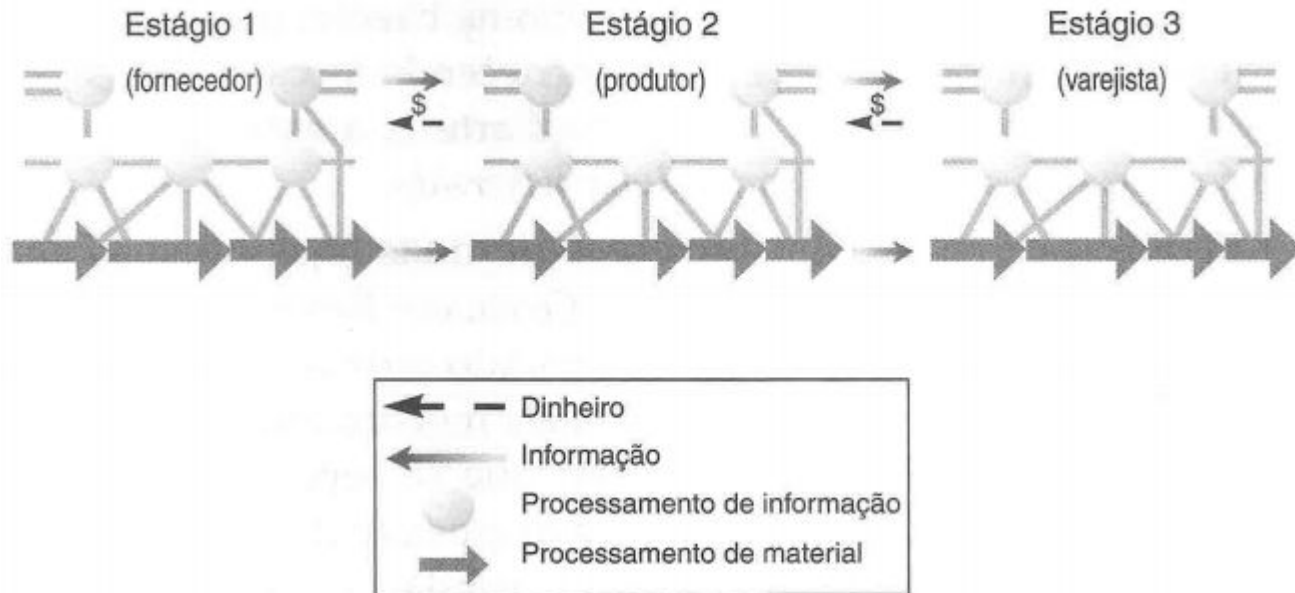 Estágio 1
Estágio 2
Estágio 3
(fornecedor)
(produtor)
(varejista)
$
$
Dinheiro
Informação
Processamento de informação
Processamento de material